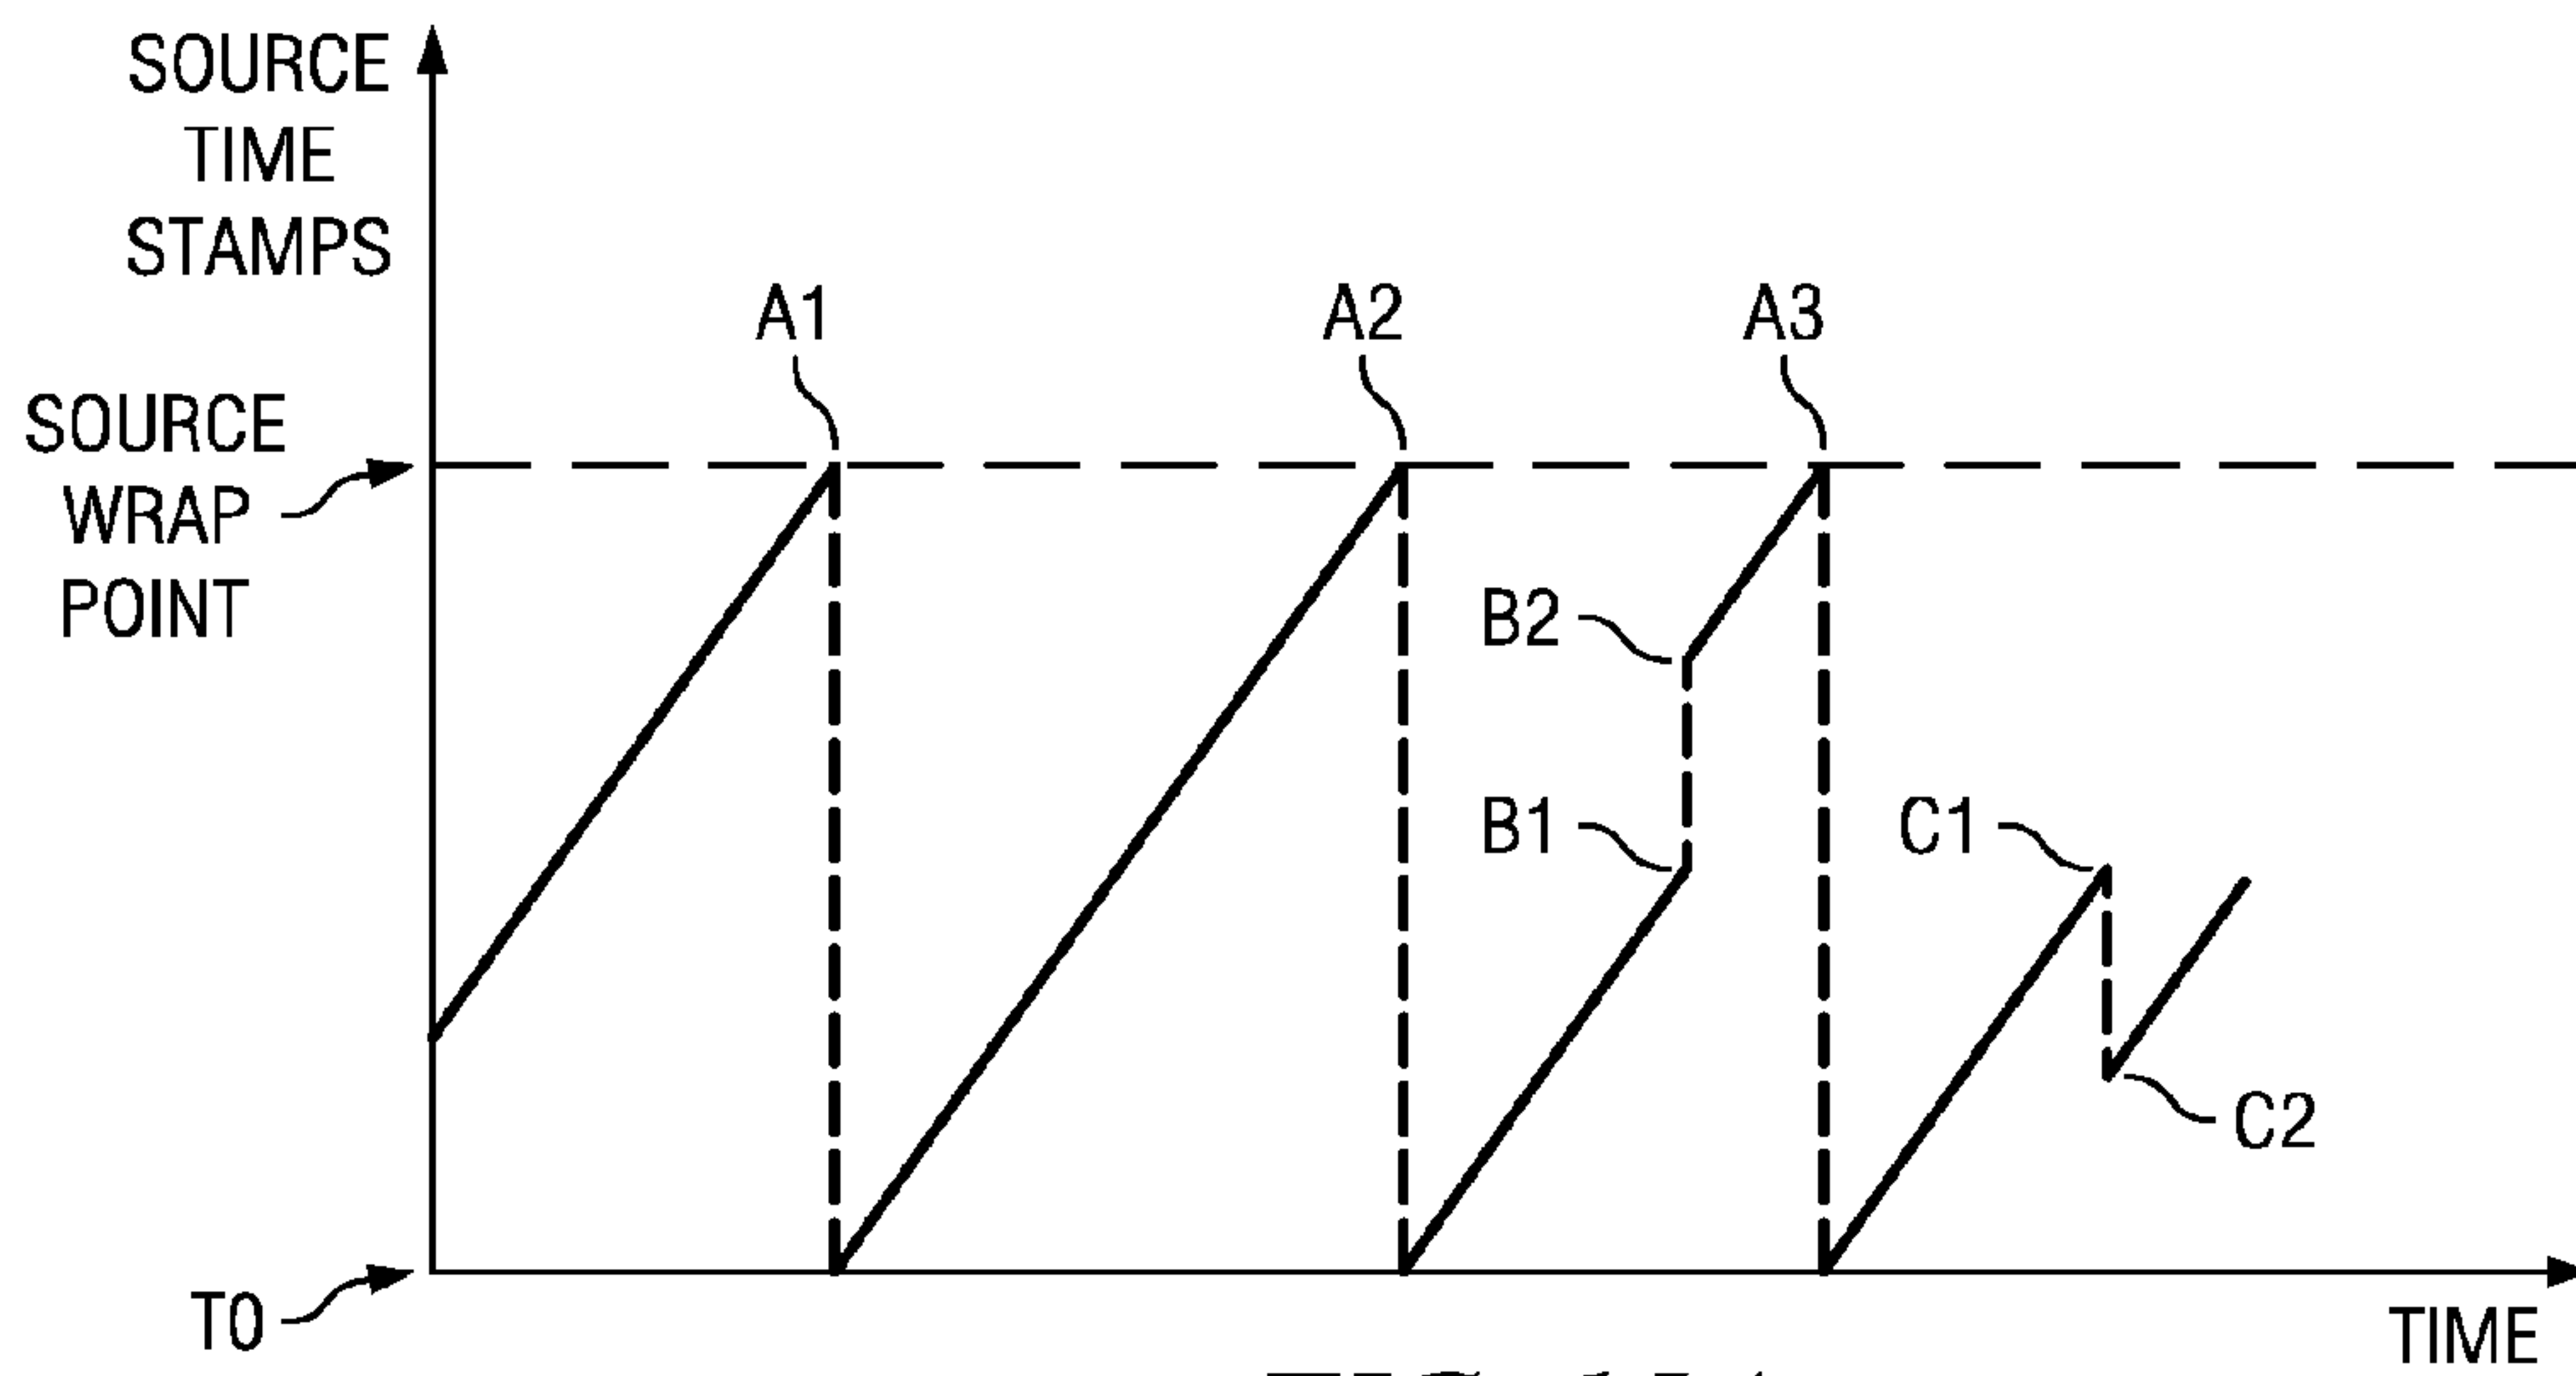 SOURCE
TIME
STAMPS
A1
A2
A3
SOURCE
WRAP
POINT
B2
B1
C1
C2
T0
TIME